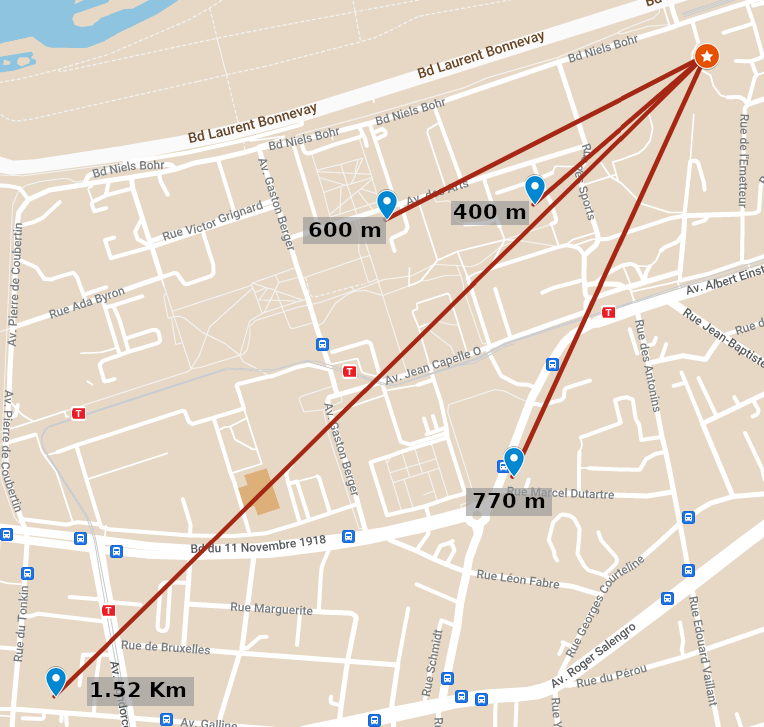 Bd Laurent Bonnevay
Bd Niels Bohr
Bd Laurent Bonnevay
Bd Niels Bohr
Bd Niels Bohr
Bd Niels Bohr
Rue de l'Emetteur
Av. des Arts
600 m
400 m
Av. Gaston Berger
Rue Victor Grignard
Av. Pierre de Coubertin
Rue Ada Byron
Av. Albert Einst
T
Rue Jean-Baptiste
Rue d
Rue des Antonins
T
Av. Jean Capelle O
T
Av. Pierre de Coubertin
Av. Gaston Berger
770 m
Rue Marcel Dutartre
Bd du 11 Novembre 1918
Rue Léon Fabre
Rue du Tonkin
T
Rue Marguerite
Rue Georges Courteline
Rue Edouard Vaillant
Rue de Bruxelles
Rue Schmidt
Av. Roger Salengro
Rue du Pérou
1.52 Km
Av. Galline